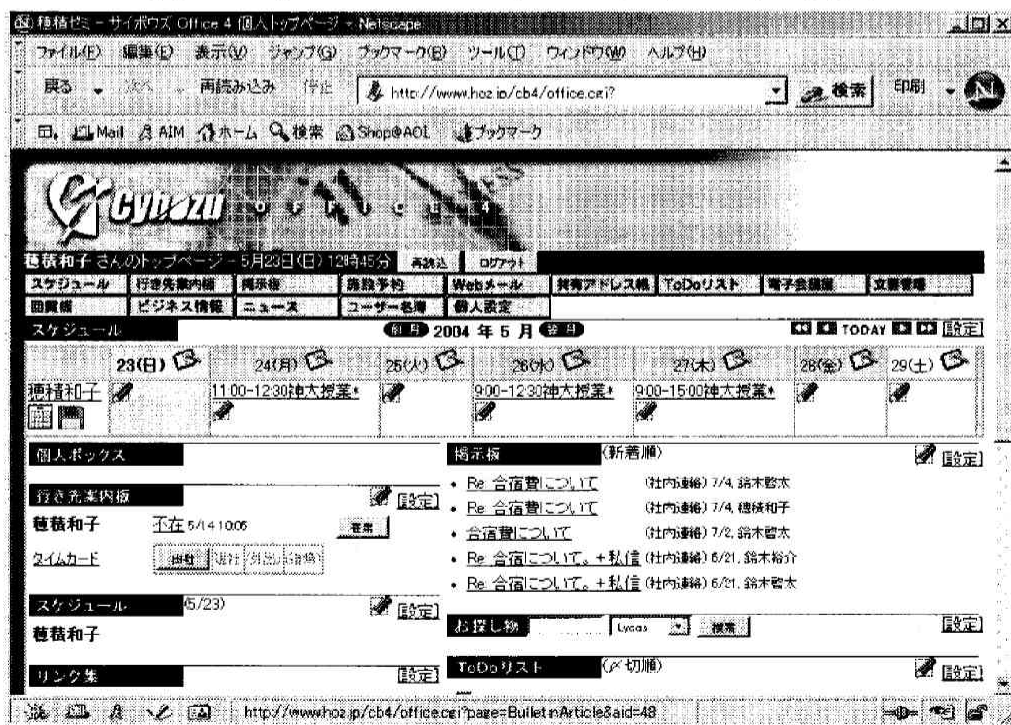 穂積ゼミ - サイボウズ Office 4 個人トップページ - Netscape
ファイル(F) 編集(E) 表示(V) ジャンプ(G) ブックマーク(B) ツール(T) ウィンドウ(W) ヘルプ(H)
戻る 次へ 再読み込み 停止 http://www.hoz.jp/cb4/office.cgi? 検索 印刷
Mail AIM ホーム 検索 Shop@AOL ブックマーク
Cybozu OFFICE 4
穂積和子 さんのトップページ - 5月23日(日) 12時45分 再読込 ログアウト
スケジュール 行き先案内板 掲示板 施設予約 Webメール 共有アドレス帳 ToDoリスト 電子会議室 文書管理
回覧板 ビジネス情報 ニュース ユーザー名簿 個人設定
スケジュール 前月 2004 年 5 月 翌月 TODAY [設定]
23(日) 24(月) 25(火) 26(水) 27(木) 28(金) 29(土)
穂積和子 11:00-12:30神大授業* 9:00-12:30神大授業* 9:00-15:00神大授業*
個人ボックス
行き先案内板 [設定]
穂積和子 不在 5/14 10:05 在席
タイムカード 出社 退社 外出 復帰
スケジュール (5/23) [設定]
穂積和子
リンク集 [設定]
掲示板 (新着順) [設定]
• Re: 合宿費について (社内連絡) 7/4, 鈴木啓太
• Re: 合宿費について (社内連絡) 7/4, 穂積和子
• 合宿費について (社内連絡) 7/2, 鈴木啓太
• Re: 合宿について。+私信 (社内連絡) 6/21, 鈴木裕介
• Re: 合宿について。+私信 (社内連絡) 6/21, 鈴木啓太
お探し物 Lycos 検索 [設定]
ToDoリスト (〆切順) [設定]
http://www.hoz.jp/cb4/office.cgi?page=BulletinArticle&aid=48